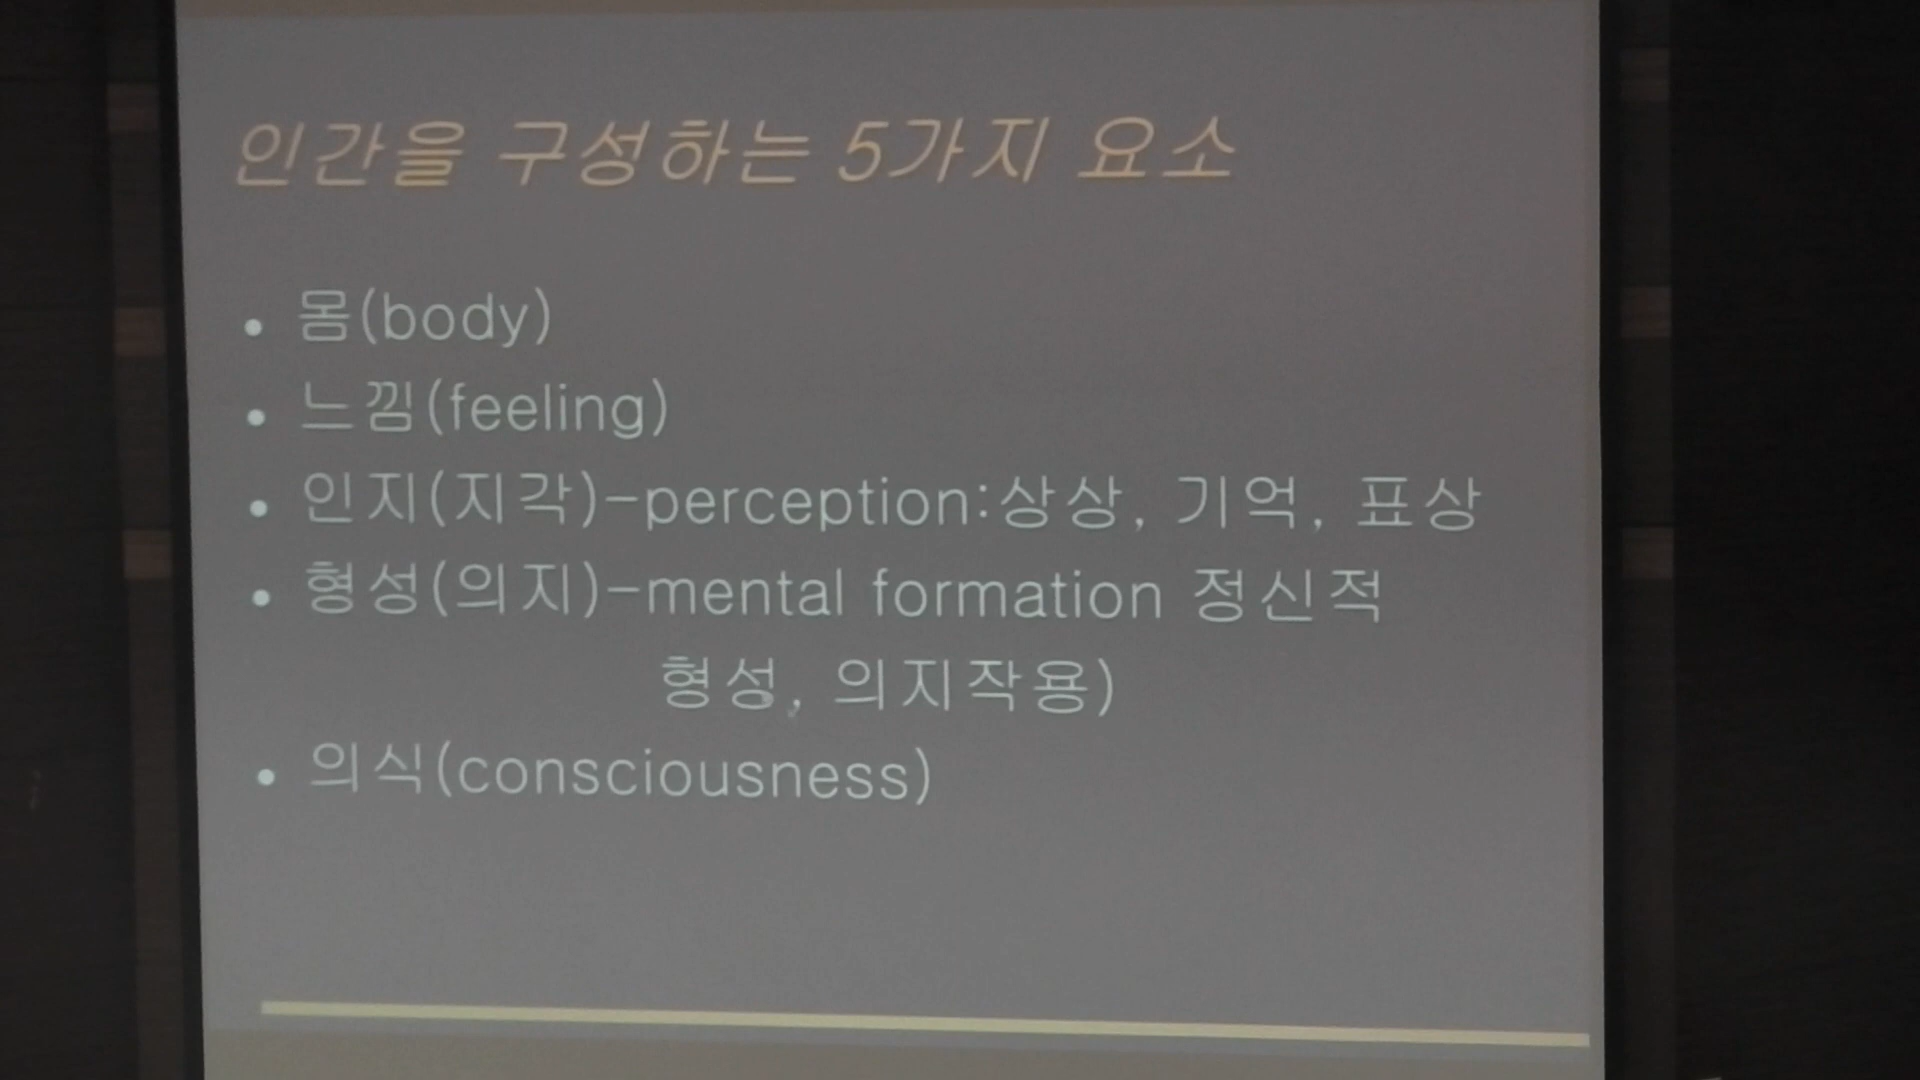 인간을 구성하는 5가지 요소
• 몸(body)
• 느낌(feeling)
• 인지(지각)-perception:상상, 기억, 표상
• 형성(의지)-mental formation 정신적
형성, 의지작용)
• 의식(consciousness)